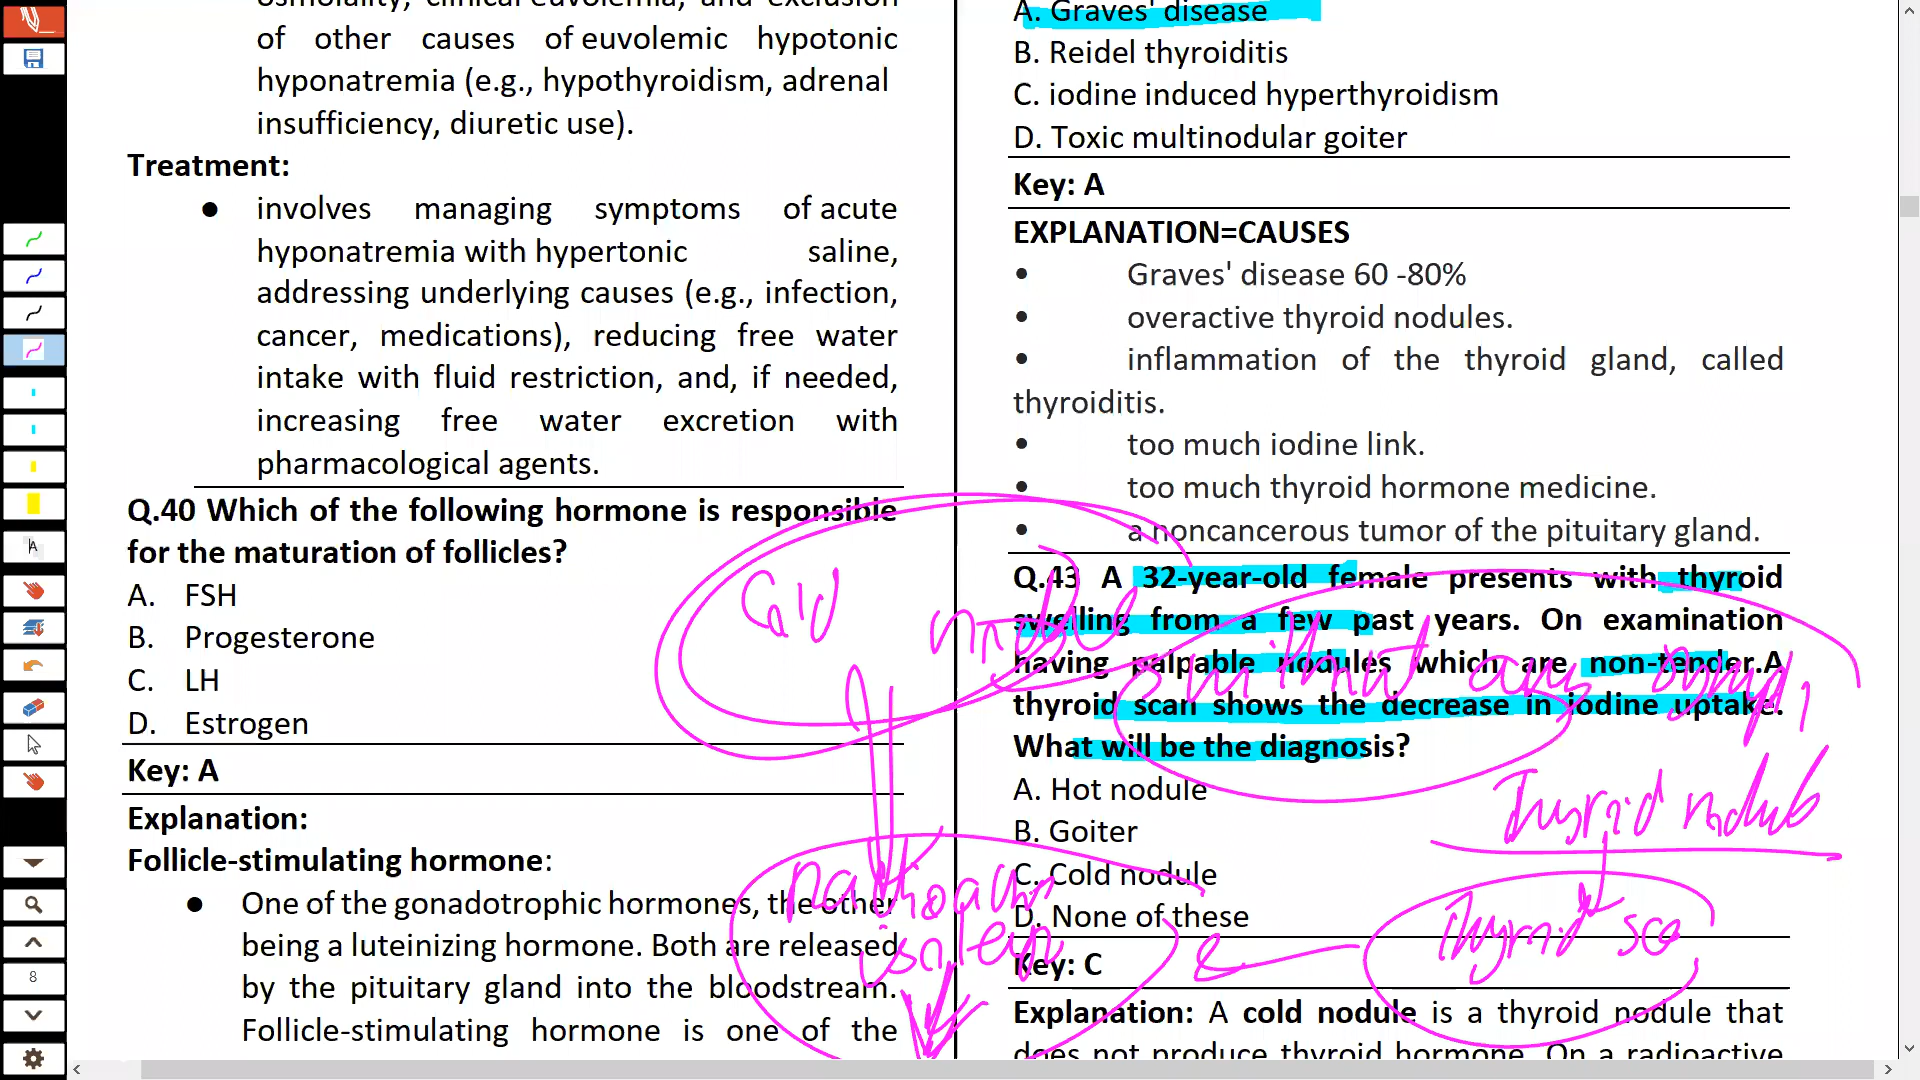 osmolality, clinical euvolemia, and exclusion
of other causes of euvolemic hypotonic
hyponatremia (e.g., hypothyroidism, adrenal
insufficiency, diuretic use).
Treatment:
● involves managing symptoms of acute
hyponatremia with hypertonic saline,
addressing underlying causes (e.g., infection,
cancer, medications), reducing free water
intake with fluid restriction, and, if needed,
increasing free water excretion with
pharmacological agents.
Q.40 Which of the following hormone is responsible
for the maturation of follicles?
A. FSH
B. Progesterone
C. LH
D. Estrogen
Key: A
Explanation:
Follicle-stimulating hormone:
● One of the gonadotrophic hormones, the other
being a luteinizing hormone. Both are released
by the pituitary gland into the bloodstream.
Follicle-stimulating hormone is one of the
A. Graves' disease
B. Reidel thyroiditis
C. iodine induced hyperthyroidism
D. Toxic multinodular goiter
Key: A
EXPLANATION=CAUSES
• Graves' disease 60 -80%
• overactive thyroid nodules.
• inflammation of the thyroid gland, called
thyroiditis.
• too much iodine link.
• too much thyroid hormone medicine.
• a noncancerous tumor of the pituitary gland.
Q.43 A 32-year-old female presents with thyroid
swelling from a few past years. On examination
having palpable nodules which are non-tender.A
thyroid scan shows the decrease in iodine uptake.
What will be the diagnosis?
A. Hot nodule
B. Goiter
C. Cold nodule
D. None of these
Key: C
Explanation: A cold nodule is a thyroid nodule that
does not produce thyroid hormone. On a radioactive
Cold nodule
without any symp,
Thyroid nodule
Thyroid sca
8